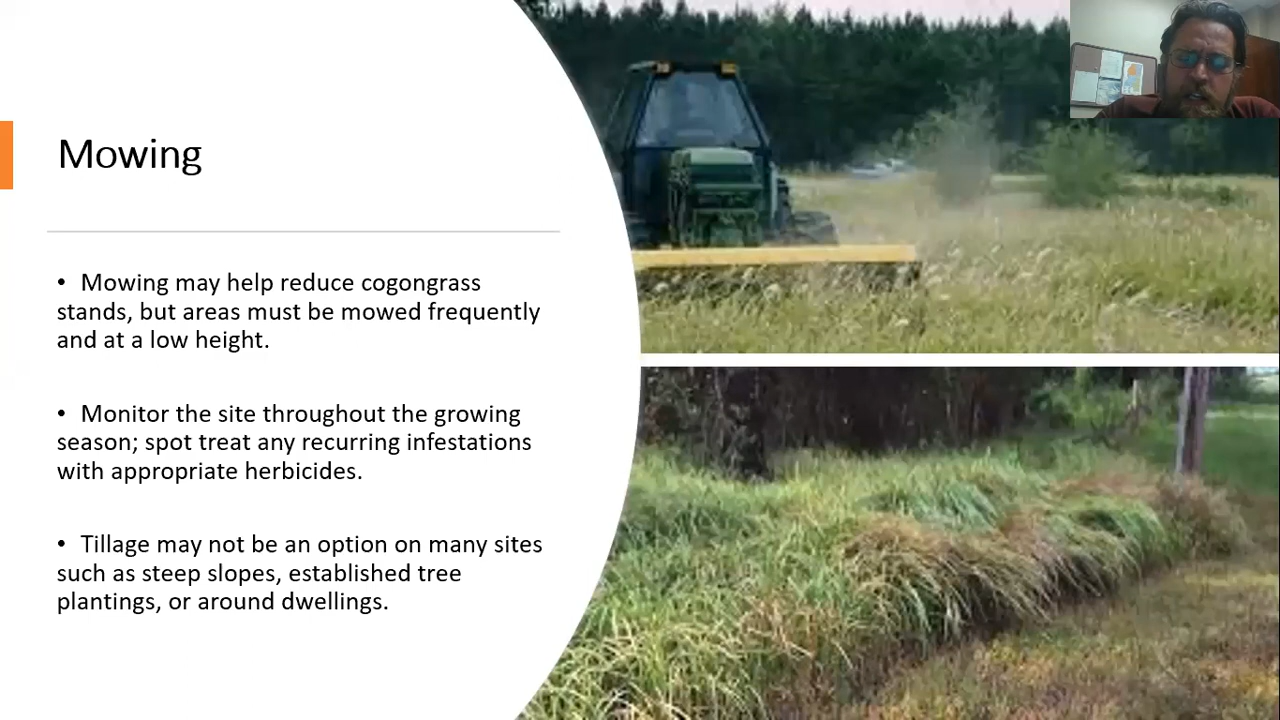 Mowing
• Mowing may help reduce cogongrass
stands, but areas must be mowed frequently
and at a low height.
• Monitor the site throughout the growing
season; spot treat any recurring infestations
with appropriate herbicides.
• Tillage may not be an option on many sites
such as steep slopes, established tree
plantings, or around dwellings.